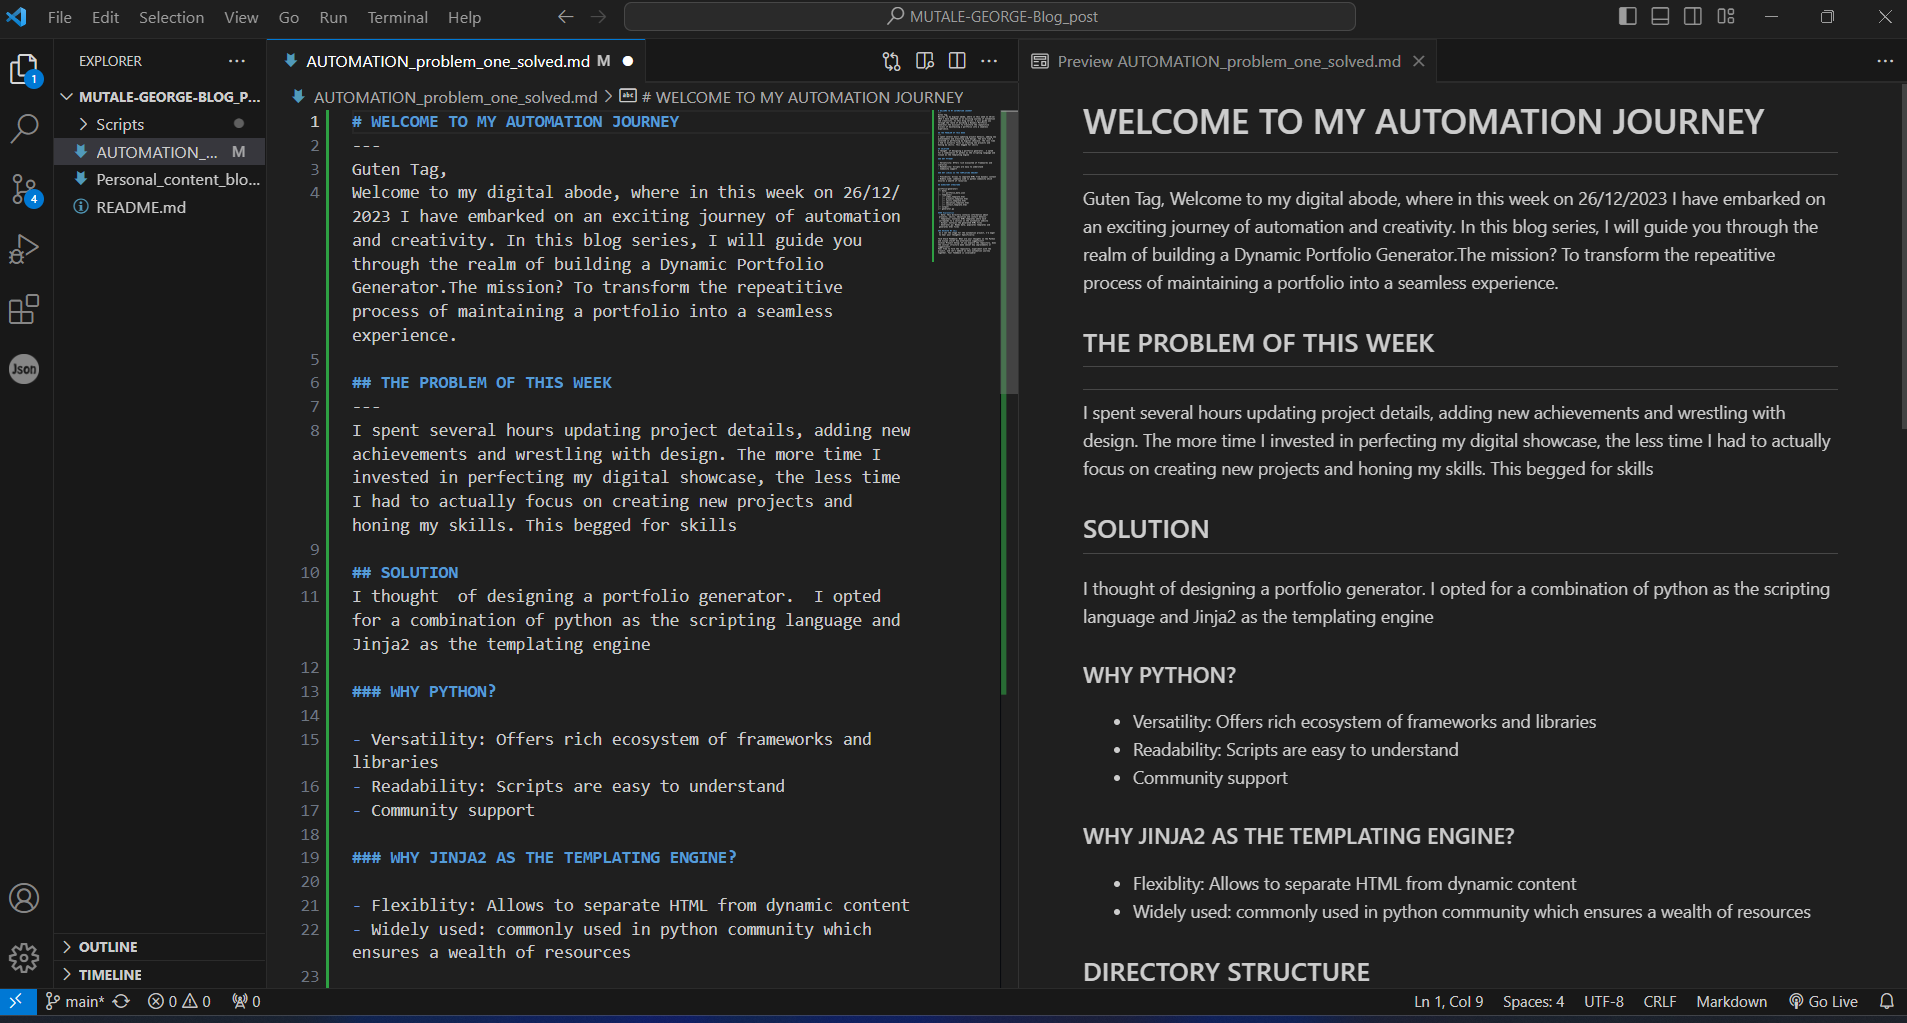 File Edit Selection View Go Run Terminal Help
MUTALE-GEORGE-Blog_post
1
4
Json
EXPLORER
MUTALE-GEORGE-BLOG_P...
Scripts
AUTOMATION_... M
Personal_content_blo...
README.md
OUTLINE
TIMELINE
AUTOMATION_problem_one_solved.md M
AUTOMATION_problem_one_solved.md > # WELCOME TO MY AUTOMATION JOURNEY
1 # WELCOME TO MY AUTOMATION JOURNEY
2 ---
3 Guten Tag,
4 Welcome to my digital abode, where in this week on 26/12/
2023 I have embarked on an exciting journey of automation
and creativity. In this blog series, I will guide you
through the realm of building a Dynamic Portfolio
Generator.The mission? To transform the repeatitive
process of maintaining a portfolio into a seamless
experience.
5
6 ## THE PROBLEM OF THIS WEEK
7 ---
8 I spent several hours updating project details, adding new
achievements and wrestling with design. The more time I
invested in perfecting my digital showcase, the less time
I had to actually focus on creating new projects and
honing my skills. This begged for skills
9
10 ## SOLUTION
11 I thought  of designing a portfolio generator.  I opted
for a combination of python as the scripting language and
Jinja2 as the templating engine
12
13 ### WHY PYTHON?
14
15 - Versatility: Offers rich ecosystem of frameworks and
libraries
16 - Readability: Scripts are easy to understand
17 - Community support
18
19 ### WHY JINJA2 AS THE TEMPLATING ENGINE?
20
21 - Flexiblity: Allows to separate HTML from dynamic content
22 - Widely used: commonly used in python community which
ensures a wealth of resources
23
Preview AUTOMATION_problem_one_solved.md
WELCOME TO MY AUTOMATION JOURNEY
Guten Tag, Welcome to my digital abode, where in this week on 26/12/2023 I have embarked on
an exciting journey of automation and creativity. In this blog series, I will guide you through the
realm of building a Dynamic Portfolio Generator.The mission? To transform the repeatitive
process of maintaining a portfolio into a seamless experience.
THE PROBLEM OF THIS WEEK
I spent several hours updating project details, adding new achievements and wrestling with
design. The more time I invested in perfecting my digital showcase, the less time I had to actually
focus on creating new projects and honing my skills. This begged for skills
SOLUTION
I thought of designing a portfolio generator. I opted for a combination of python as the scripting
language and Jinja2 as the templating engine
WHY PYTHON?
• Versatility: Offers rich ecosystem of frameworks and libraries
• Readability: Scripts are easy to understand
• Community support
WHY JINJA2 AS THE TEMPLATING ENGINE?
• Flexiblity: Allows to separate HTML from dynamic content
• Widely used: commonly used in python community which ensures a wealth of resources
DIRECTORY STRUCTURE
main* 0 0 0 Ln 1, Col 9 Spaces: 4 UTF-8 CRLF Markdown Go Live